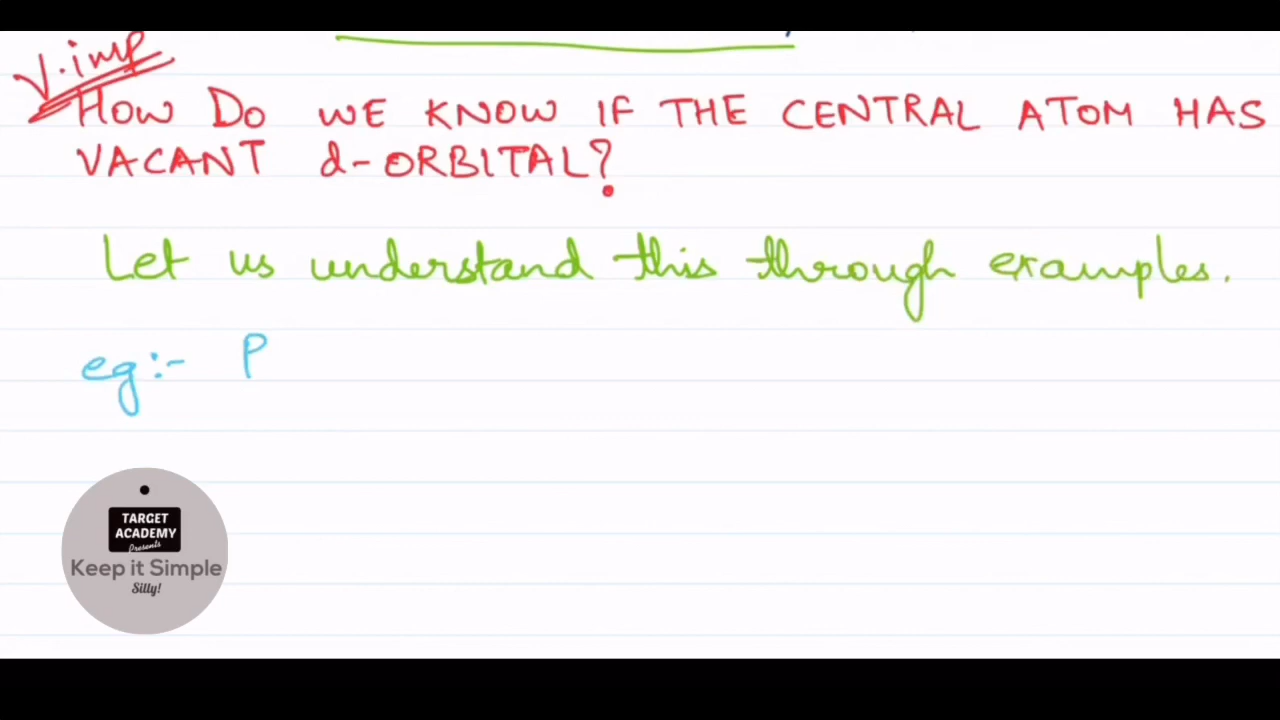 V. imp
HOW DO WE KNOW IF THE CENTRAL ATOM HAS
VACANT d-ORBITAL?
Let us understand this through examples.
eg:- P
TARGET
ACADEMY
Presents
Keep it Simple
Silly!